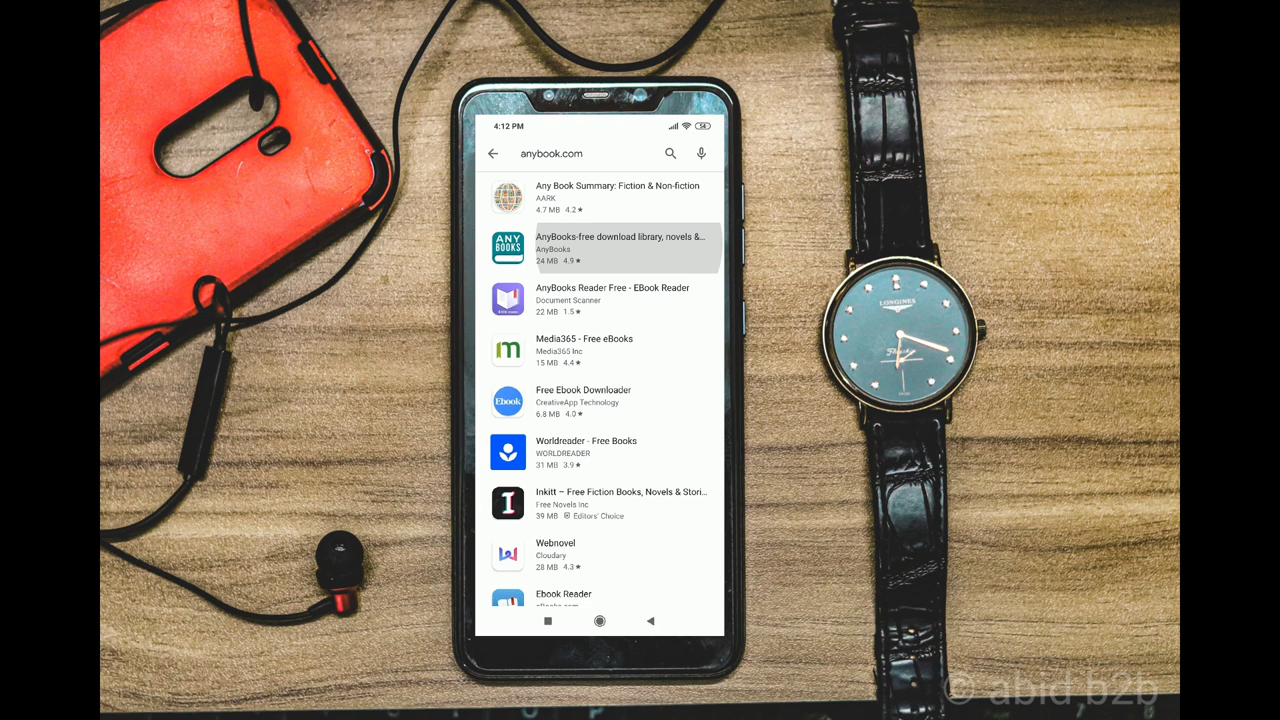 4:12 PM
54
anybook.com
Any Book Summary: Fiction & Non-fiction
AARK
4.7 MB 4.2★
ANY
BOOKS
AnyBooks-free download library, novels &...
AnyBooks
24 MB 4.9★
AnyBooks Reader Free - EBook Reader
Document Scanner
22 MB 1.5★
m
Media365 - Free eBooks
Media365 Inc
15 MB 4.4★
Ebook
Free Ebook Downloader
CreativeApp Technology
6.8 MB 4.0★
Worldreader - Free Books
WORLDREADER
31 MB 3.9★
I
Inkitt – Free Fiction Books, Novels & Stori...
Free Novels Inc
39 MB Editors' Choice
W
Webnovel
Cloudary
28 MB 4.3★
Ebook Reader
LONGINES
© abid b2b